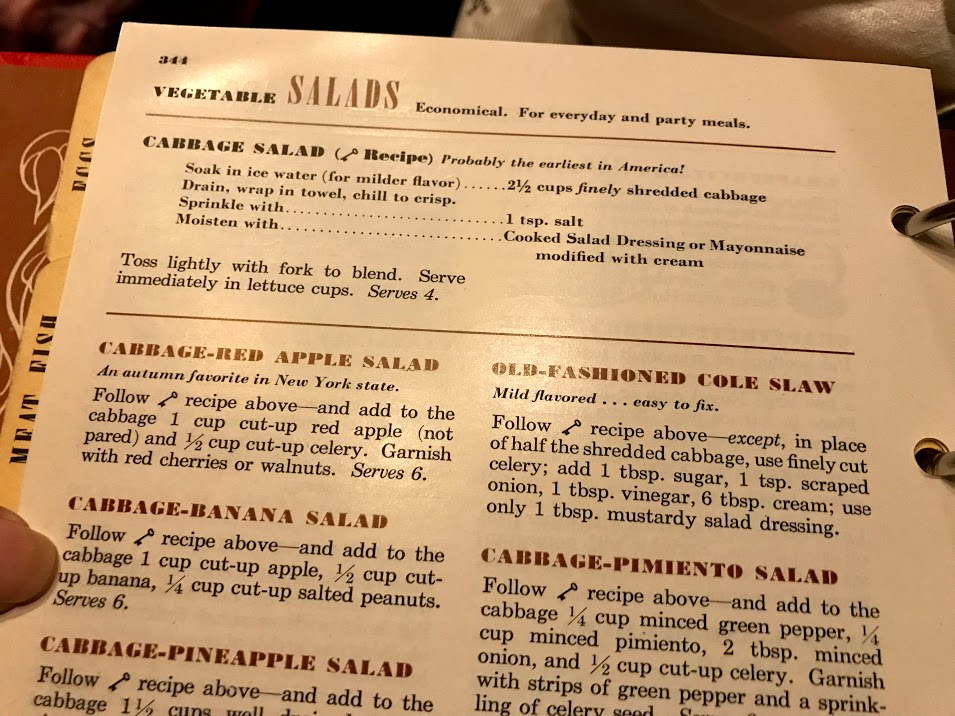 344
VEGETABLE SALADS Economical. For everyday and party meals.
CABBAGE SALAD ( Recipe) Probably the earliest in America!
Soak in ice water (for milder flavor)......2½ cups finely shredded cabbage
Drain, wrap in towel, chill to crisp.
Sprinkle with..............................1 tsp. salt
Moisten with...............................Cooked Salad Dressing or Mayonnaise
modified with cream
Toss lightly with fork to blend. Serve
immediately in lettuce cups. Serves 4.
CABBAGE-RED APPLE SALAD
An autumn favorite in New York state.
Follow recipe above—and add to the
cabbage 1 cup cut-up red apple (not
pared) and ½ cup cut-up celery. Garnish
with red cherries or walnuts. Serves 6.
CABBAGE-BANANA SALAD
Follow recipe above—and add to the
cabbage 1 cup cut-up apple, ½ cup cut-
up banana, ¼ cup cut-up salted peanuts.
Serves 6.
CABBAGE-PINEAPPLE SALAD
Follow recipe above—and add to the
cabbage 1½ cups well
OLD-FASHIONED COLE SLAW
Mild flavored . . . easy to fix.
Follow recipe above—except, in place
of half the shredded cabbage, use finely cut
celery; add 1 tbsp. sugar, 1 tsp. scraped
onion, 1 tbsp. vinegar, 6 tbsp. cream; use
only 1 tbsp. mustardy salad dressing.
CABBAGE-PIMIENTO SALAD
Follow recipe above—and add to the
cabbage ¼ cup minced green pepper, ¼
cup minced pimiento, 2 tbsp. minced
onion, and ½ cup cut-up celery. Garnish
with strips of green pepper and a sprink-
ling of celery seed.
EGGS
FISH
MEAT